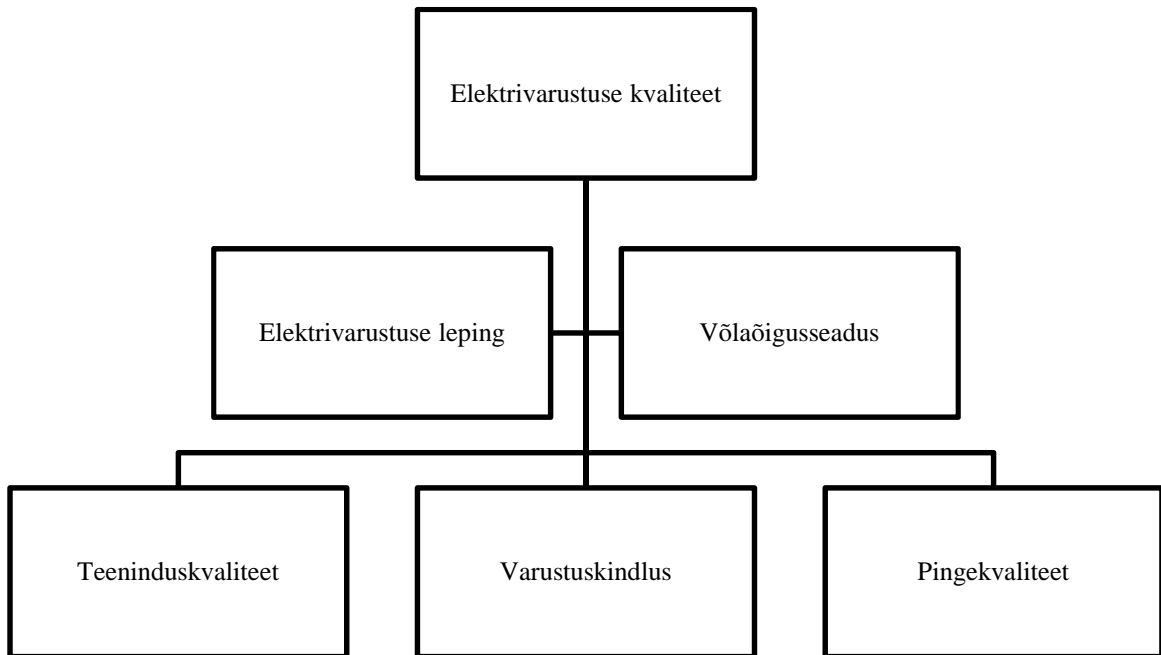 Elektrivarustuse kvaliteet
Elektrivarustuse leping
Võlaõigusseadus
Teeninduskvaliteet
Varustuskindlus
Pingekvaliteet